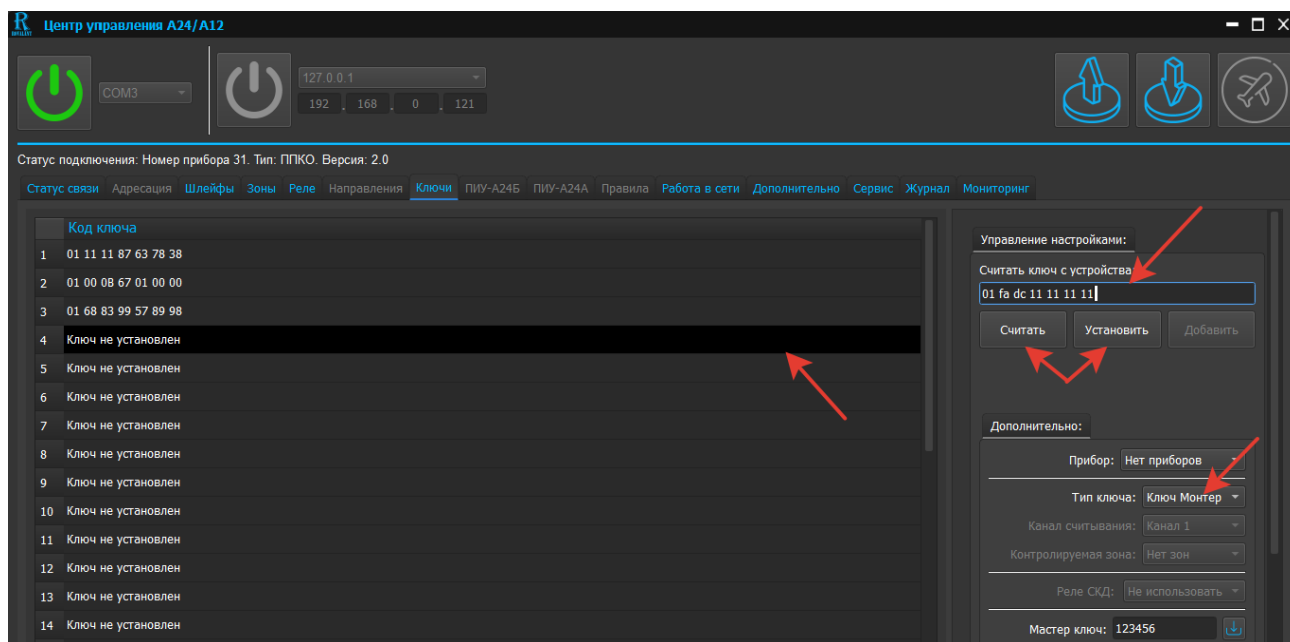 Центр управления А24/А12
COM3
127.0.0.1
192 . 168 . 0 . 121
Статус подключения: Номер прибора 31. Тип: ППКО. Версия: 2.0
Статус связи Адресация Шлейфы Зоны Реле Направления Ключи ПИУ-А24Б ПИУ-А24А Правила Работа в сети Дополнительно Сервис Журнал Мониторинг
Код ключа
1 01 11 11 87 63 78 38
2 01 00 0B 67 01 00 00
3 01 68 83 99 57 89 98
4 Ключ не установлен
5 Ключ не установлен
6 Ключ не установлен
7 Ключ не установлен
8 Ключ не установлен
9 Ключ не установлен
10 Ключ не установлен
11 Ключ не установлен
12 Ключ не установлен
13 Ключ не установлен
14 Ключ не установлен
Управление настройками:
Считать ключ с устройства
01 fa dc 11 11 11 11
Считать Установить Добавить
Дополнительно:
Прибор: Нет приборов
Тип ключа: Ключ Монтер
Канал считывания: Канал 1
Контролируемая зона: Нет зон
Реле СКД: Не использовать
Мастер ключ: 123456